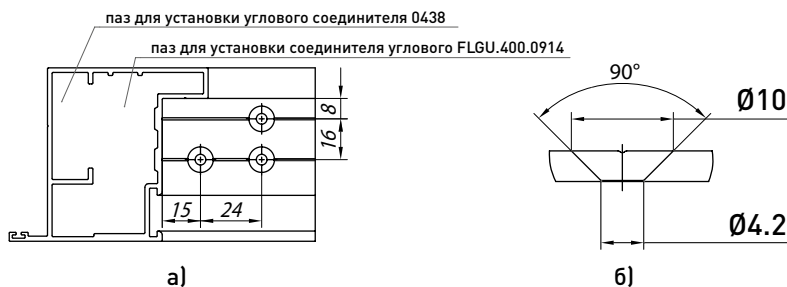 паз для установки углового соединителя 0438
паз для установки соединителя углового FLGU.400.0914
90°
Ø10
8
16
15
24
Ø4.2
а)
б)